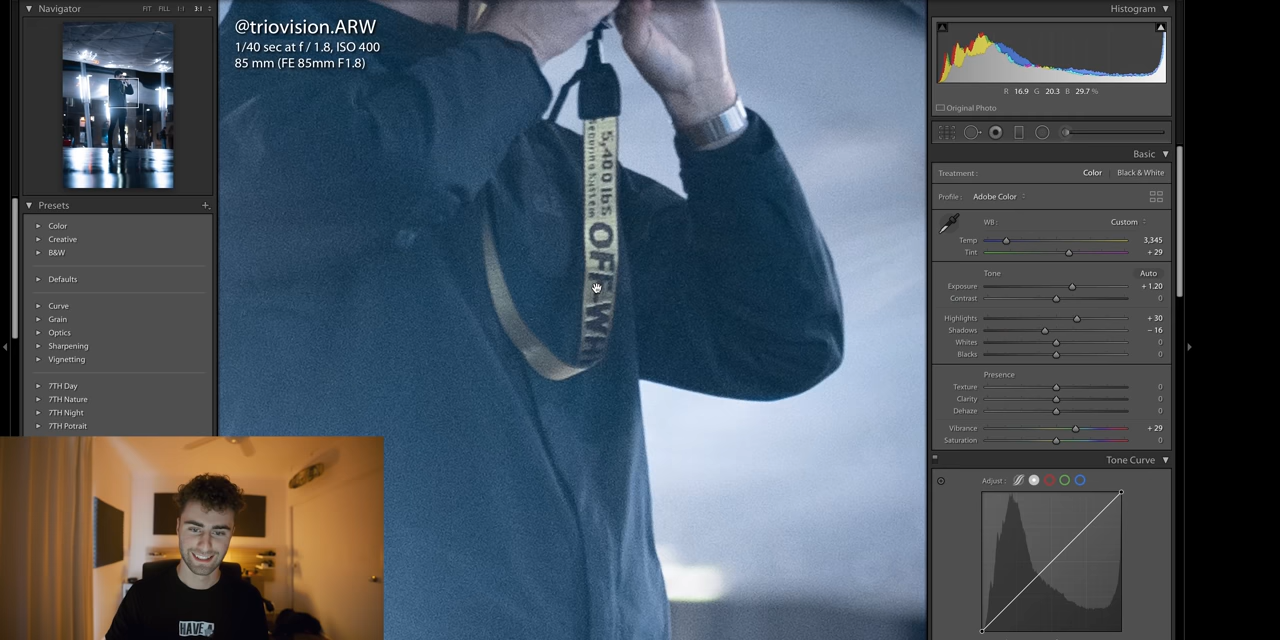 Navigator
FIT FILL 1:1 3:1
Presets
Color
Creative
B&W
Defaults
Curve
Grain
Optics
Sharpening
Vignetting
7TH Day
7TH Nature
7TH Night
7TH Potrait
@triovision.ARW
1/40 sec at f / 1.8, ISO 400
85 mm (FE 85mm F1.8)
5,400 lbs
securing system
OFF-WH
HAVE A
Histogram
R 16.9 G 20.3 B 29.7 %
Original Photo
Basic
Treatment : Color Black & White
Profile : Adobe Color
WB : Custom
Temp 3,345
Tint + 29
Tone Auto
Exposure + 1.20
Contrast 0
Highlights + 30
Shadows – 16
Whites 0
Blacks 0
Presence
Texture 0
Clarity 0
Dehaze 0
Vibrance + 29
Saturation 0
Tone Curve
Adjust :